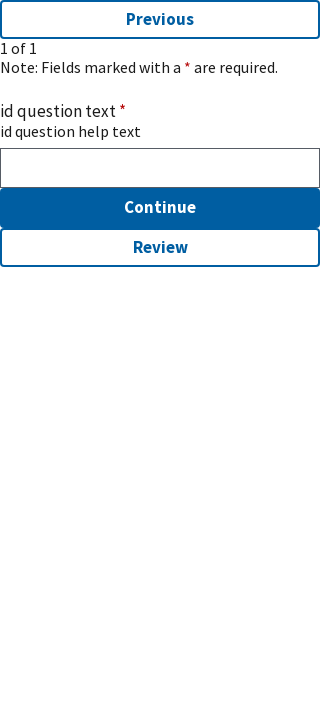 Previous
1 of 1
Note: Fields marked with a * are required.
id question text *
id question help text
Continue
Review